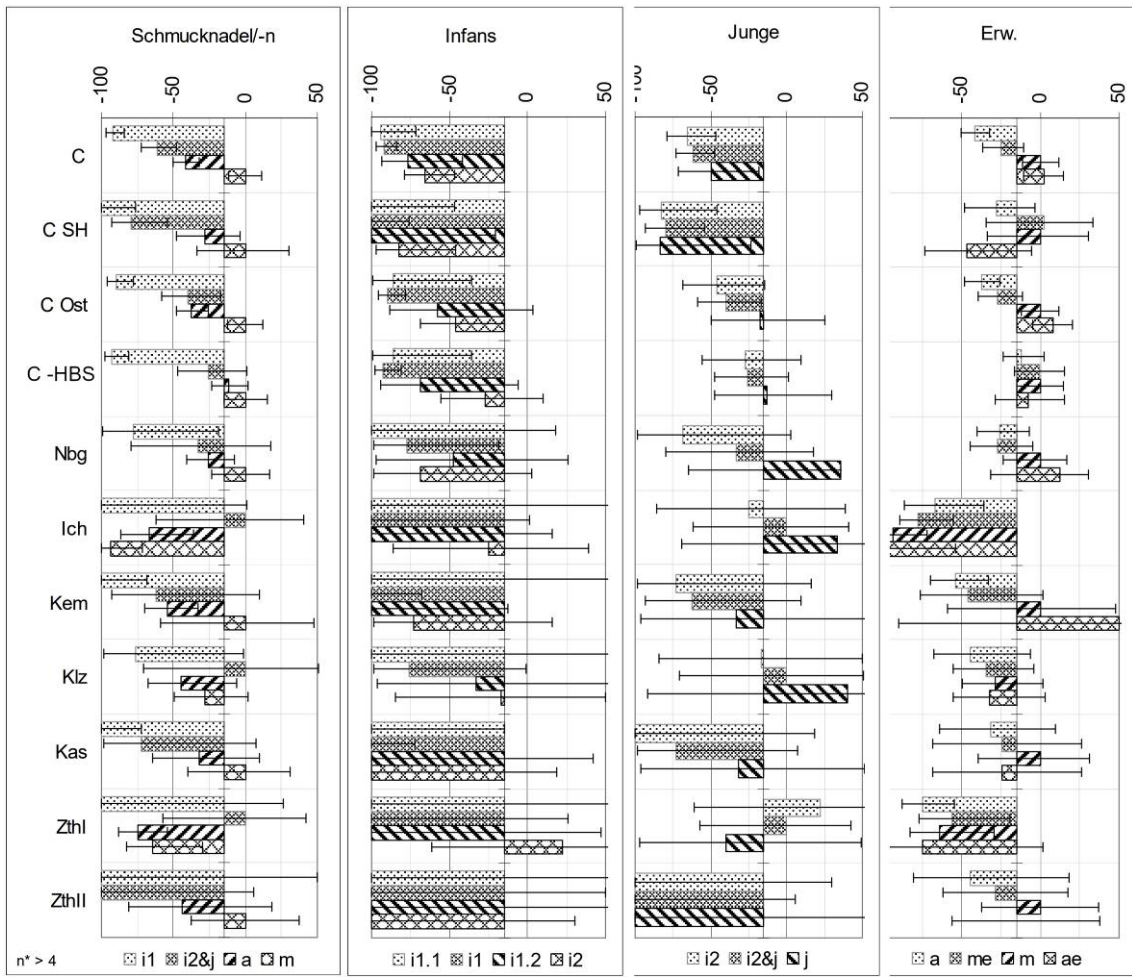 Schmucknadel/-n
Infans
Junge
Erw.
-100 -50 0 50
-100 -50 0 50
-100 -50 0 50
-50 0 50
C
C SH
C Ost
C -HBS
Nbg
Ich
Kem
Klz
Kas
ZthI
ZthII
n* > 4
i1 i2&j a m
i1.1 i1 i1.2 i2
i2 i2&j j
a me m ae